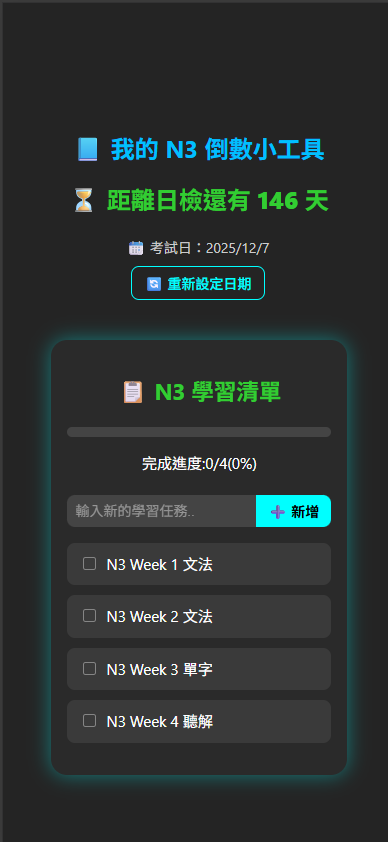 我的 N3 倒數小工具
距離日檢還有 146 天
考試日：2025/12/7
重新設定日期
N3 學習清單
完成進度:0/4(0%)
輸入新的學習任務..
新增
N3 Week 1 文法
N3 Week 2 文法
N3 Week 3 單字
N3 Week 4 聽解